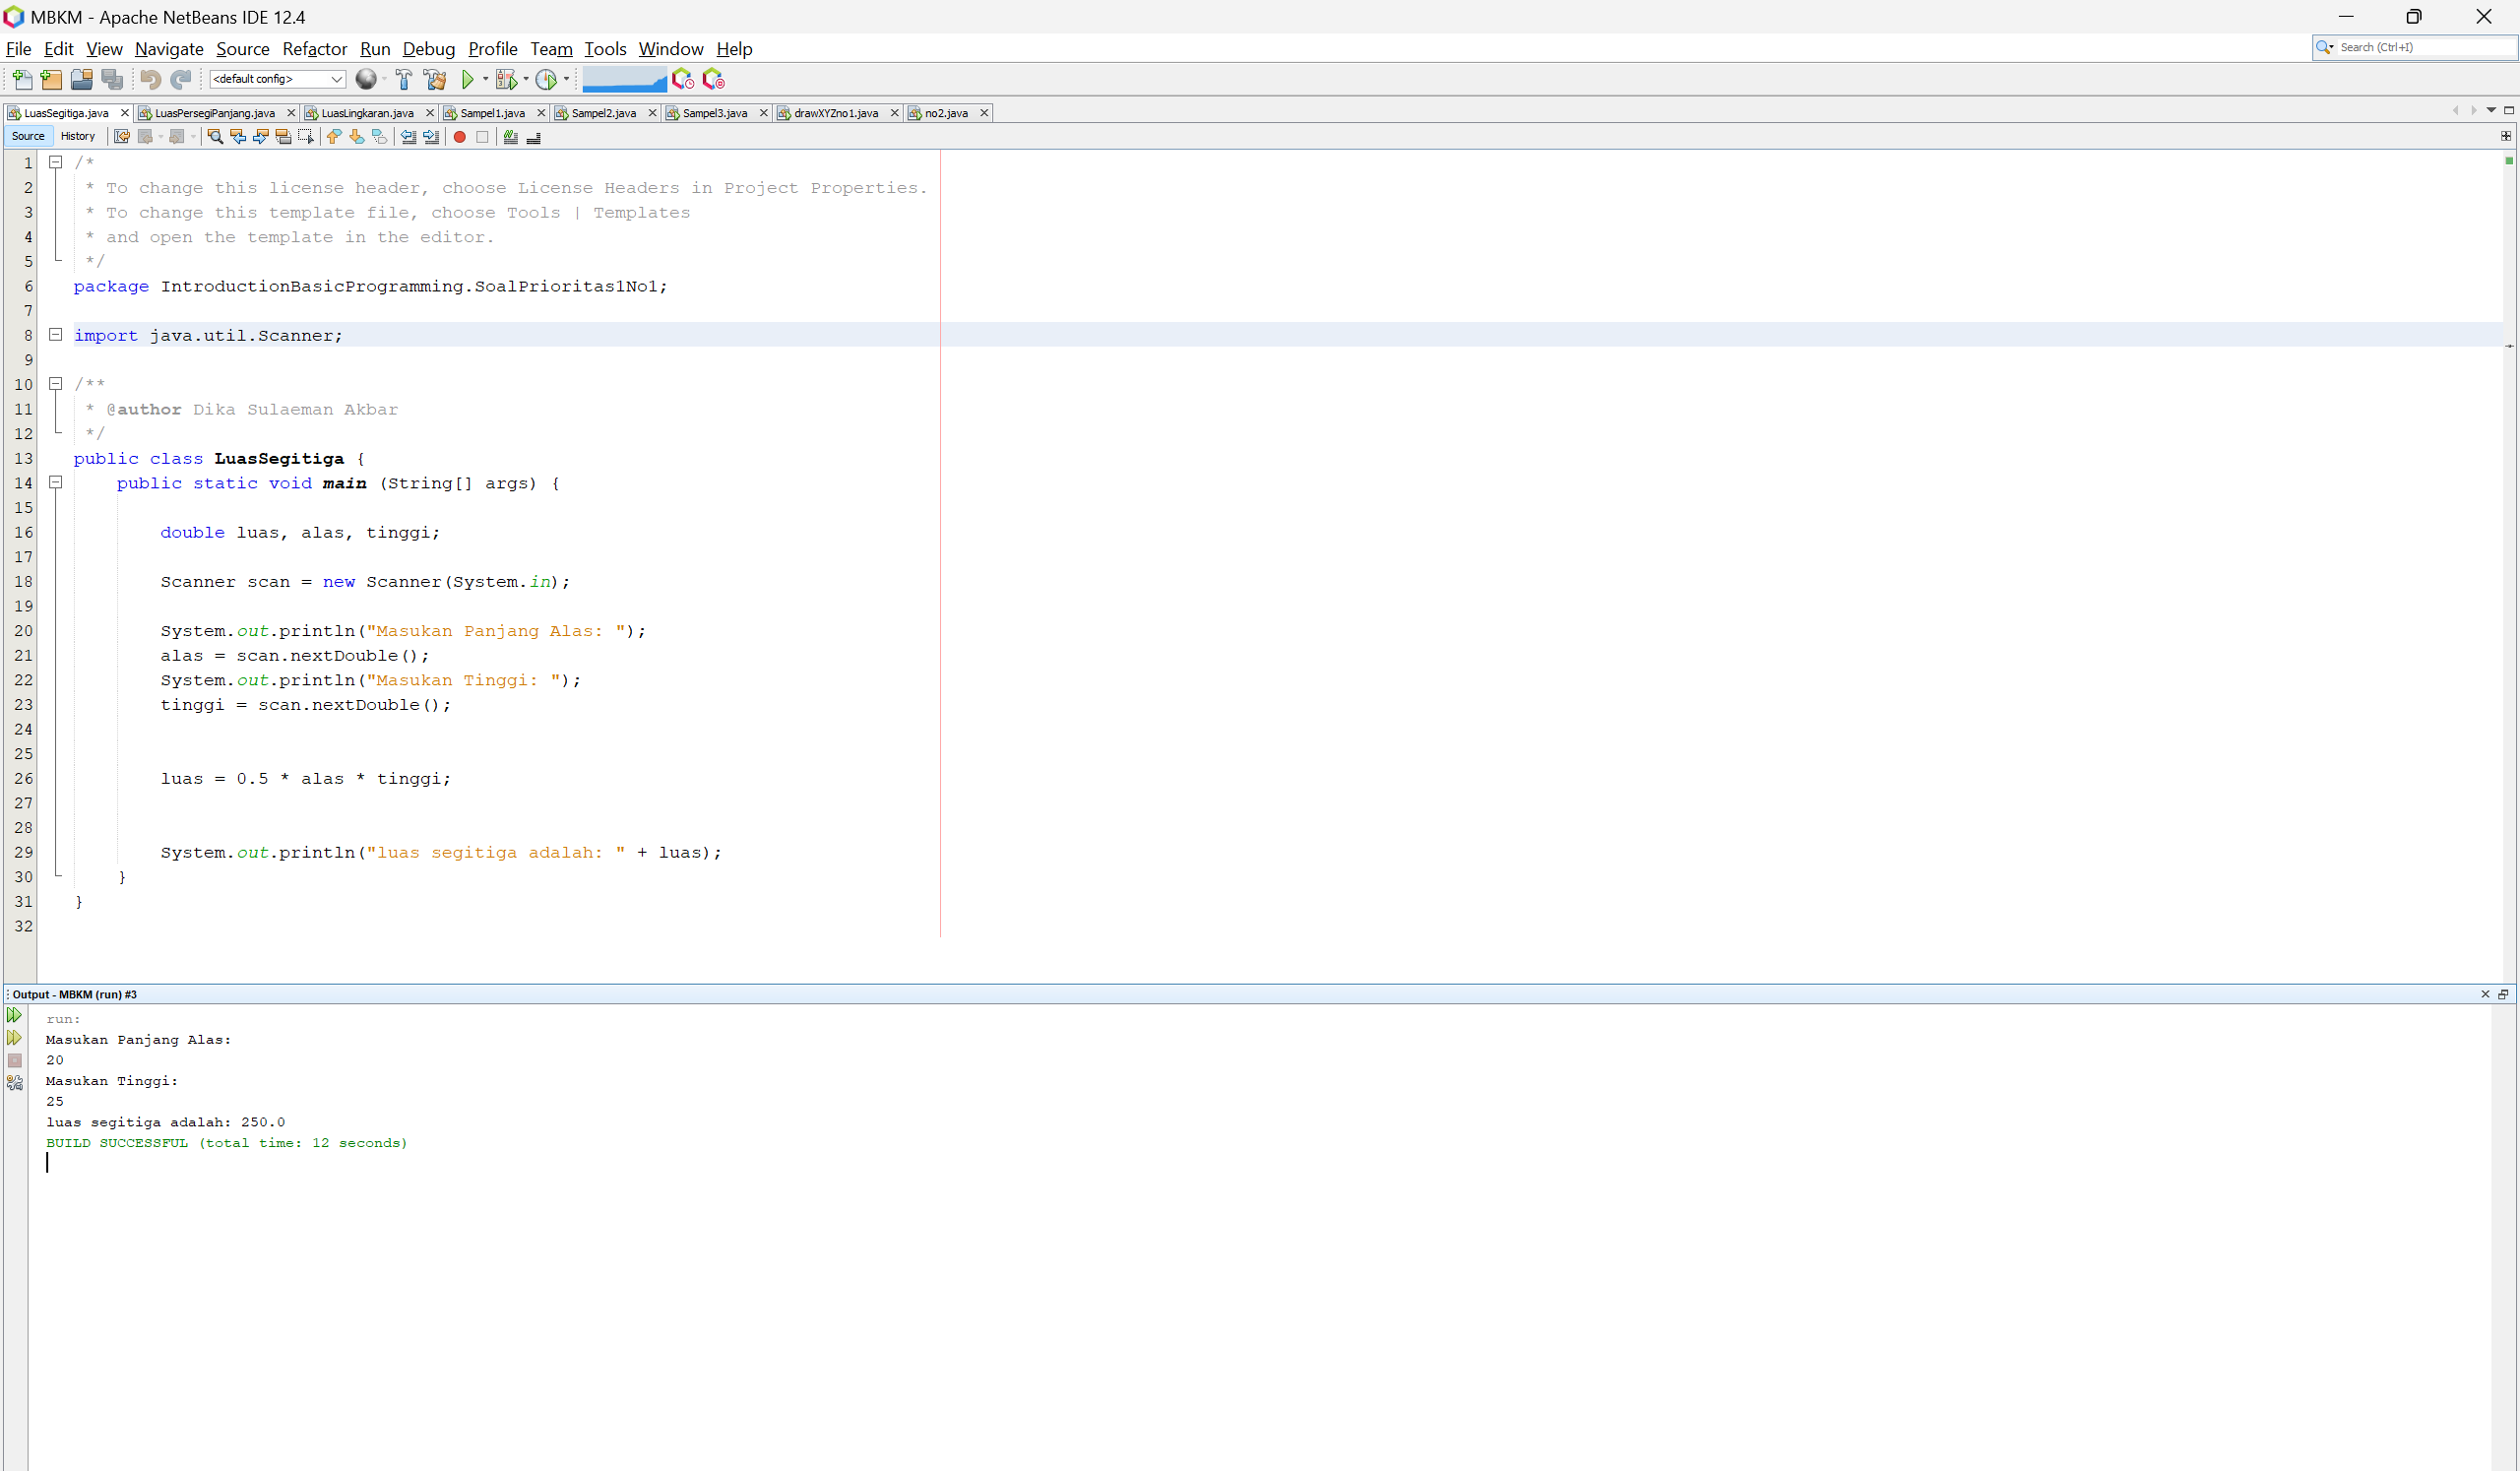 MBKM - Apache NetBeans IDE 12.4
File Edit View Navigate Source Refactor Run Debug Profile Team Tools Window Help
Search (Ctrl+I)
<default config>
LuasSegitiga.java LuasPersegiPanjang.java LuasLingkaran.java Sampel1.java Sampel2.java Sampel3.java drawXYZno1.java no2.java
Source History
1 /*
2 * To change this license header, choose License Headers in Project Properties.
3 * To change this template file, choose Tools | Templates
4 * and open the template in the editor.
5 */
6 package IntroductionBasicProgramming.SoalPrioritas1No1;
7
8 import java.util.Scanner;
9
10 /**
11 * @author Dika Sulaeman Akbar
12 */
13 public class LuasSegitiga {
14 public static void main (String[] args) {
15
16 double luas, alas, tinggi;
17
18 Scanner scan = new Scanner(System.in);
19
20 System.out.println("Masukan Panjang Alas: ");
21 alas = scan.nextDouble();
22 System.out.println("Masukan Tinggi: ");
23 tinggi = scan.nextDouble();
24
25
26 luas = 0.5 * alas * tinggi;
27
28
29 System.out.println("luas segitiga adalah: " + luas);
30 }
31 }
32
Output - MBKM (run) #3
run:
Masukan Panjang Alas:
20
Masukan Tinggi:
25
luas segitiga adalah: 250.0
BUILD SUCCESSFUL (total time: 12 seconds)